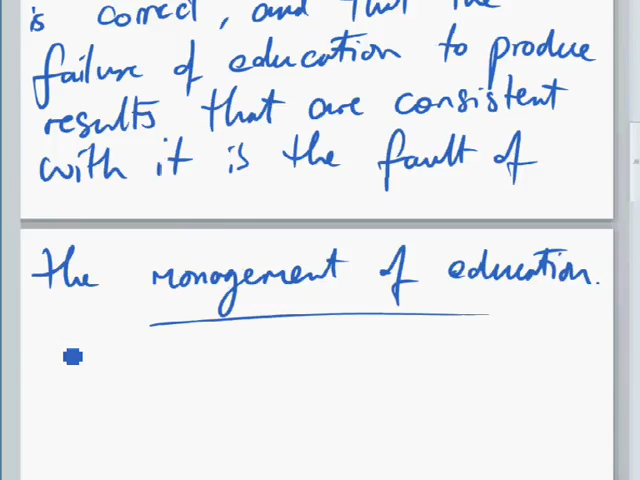 is correct, and that the
failure of education to produce
results that are consistent
with it is the fault of
the management of education.